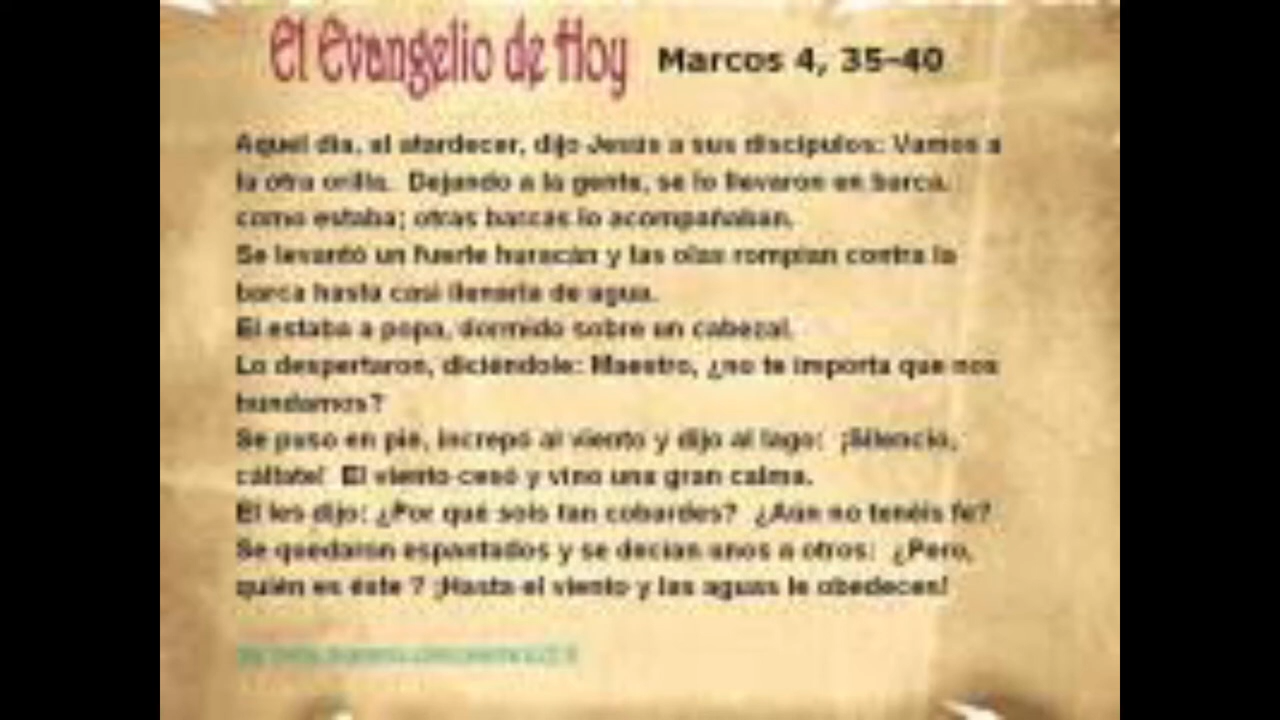 El Evangelio de Hoy Marcos 4, 35-40
Aquel día, al atardecer, dijo Jesús a sus discípulos: Vamos a
la otra orilla. Dejando a la gente, se lo llevaron en barca,
como estaba; otras barcas lo acompañaban.
Se levantó un fuerte huracán y las olas rompían contra la
barca hasta casi llenarla de agua.
El estaba a popa, dormido sobre un cabezal.
Lo despertaron, diciéndole: Maestro, ¿no te importa que nos
hundamos?
Se puso en pie, increpó al viento y dijo al lago: ¡Silencio,
cállate! El viento cesó y vino una gran calma.
El les dijo: ¿Por qué sois tan cobardes? ¿Aún no tenéis fe?
Se quedaron espantados y se decían unos a otros: ¿Pero,
quién es éste ? ¡Hasta el viento y las aguas le obedecen!